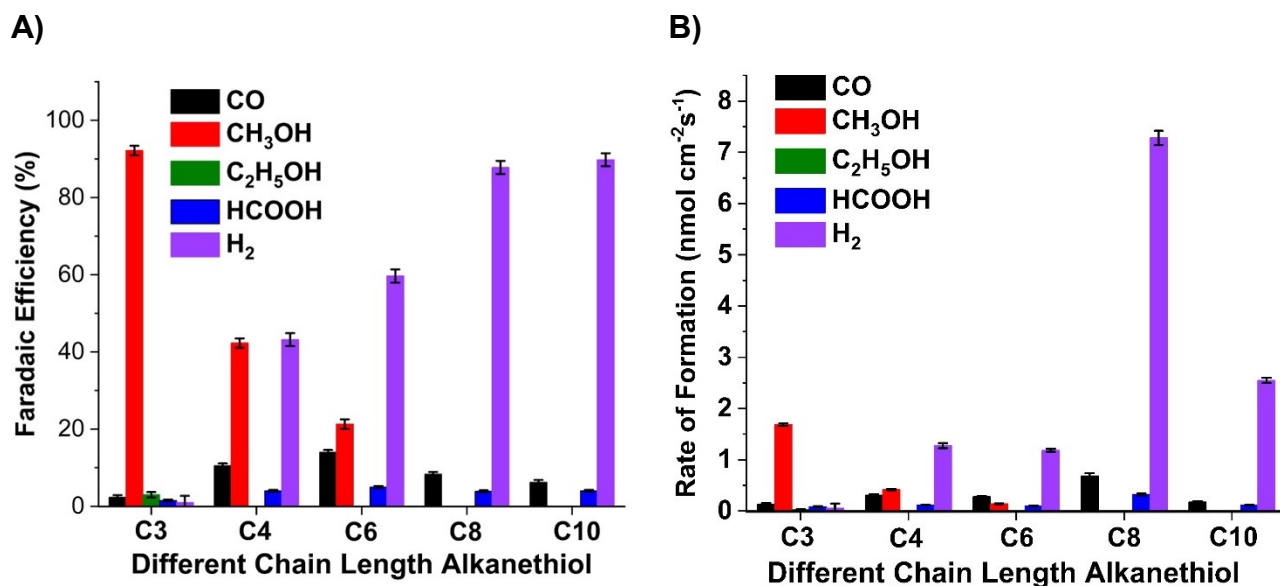 A)
Faradaic Efficiency (%)
100
80
60
40
20
0
CO
CH₃OH
C₂H₅OH
HCOOH
H₂
C3 C4 C6 C8 C10
Different Chain Length Alkanethiol
B)
Rate of Formation (nmol cm⁻²s⁻¹)
8
7
6
5
4
3
2
1
0
CO
CH₃OH
C₂H₅OH
HCOOH
H₂
C3 C4 C6 C8 C10
Different Chain Length Alkanethiol